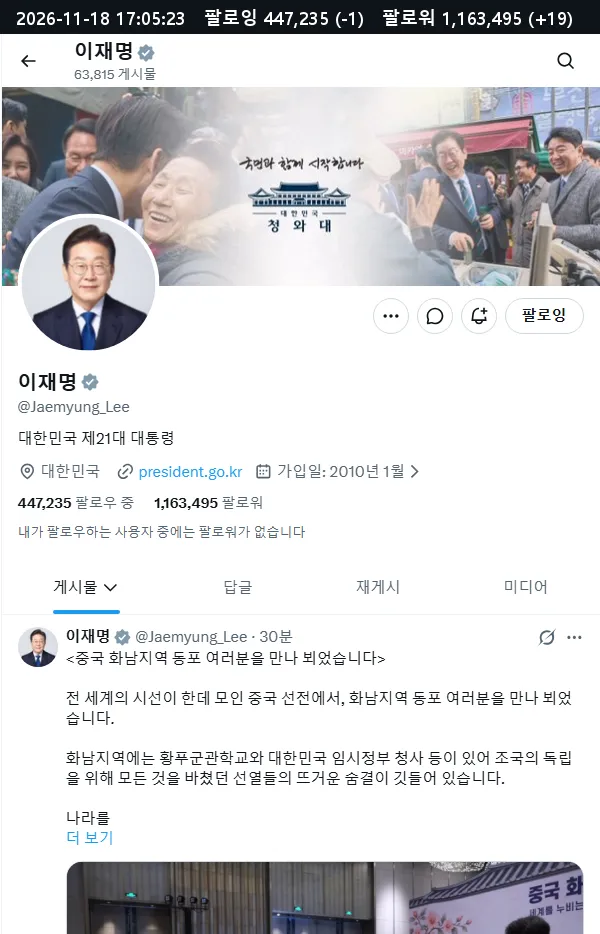 2026-11-18 17:05:23 팔로잉 447,235 (-1) 팔로워 1,163,495 (+19)
이재명
63,815 게시물
국민과 함께 시작합니다
대한민국
청와대
팔로잉
이재명
@Jaemyung_Lee
대한민국 제21대 대통령
대한민국 president.go.kr 가입일: 2010년 1월
447,235 팔로우 중 1,163,495 팔로워
내가 팔로우하는 사용자 중에는 팔로워가 없습니다
게시물 답글 재게시 미디어
이재명 @Jaemyung_Lee · 30분
<중국 화남지역 동포 여러분을 만나 뵈었습니다>
전 세계의 시선이 한데 모인 중국 선전에서, 화남지역 동포 여러분을 만나 뵈었
습니다.
화남지역에는 황푸군관학교와 대한민국 임시정부 청사 등이 있어 조국의 독립
을 위해 모든 것을 바쳤던 선열들의 뜨거운 숨결이 깃들어 있습니다.
나라를
더 보기
중국 화
세계를 누비는